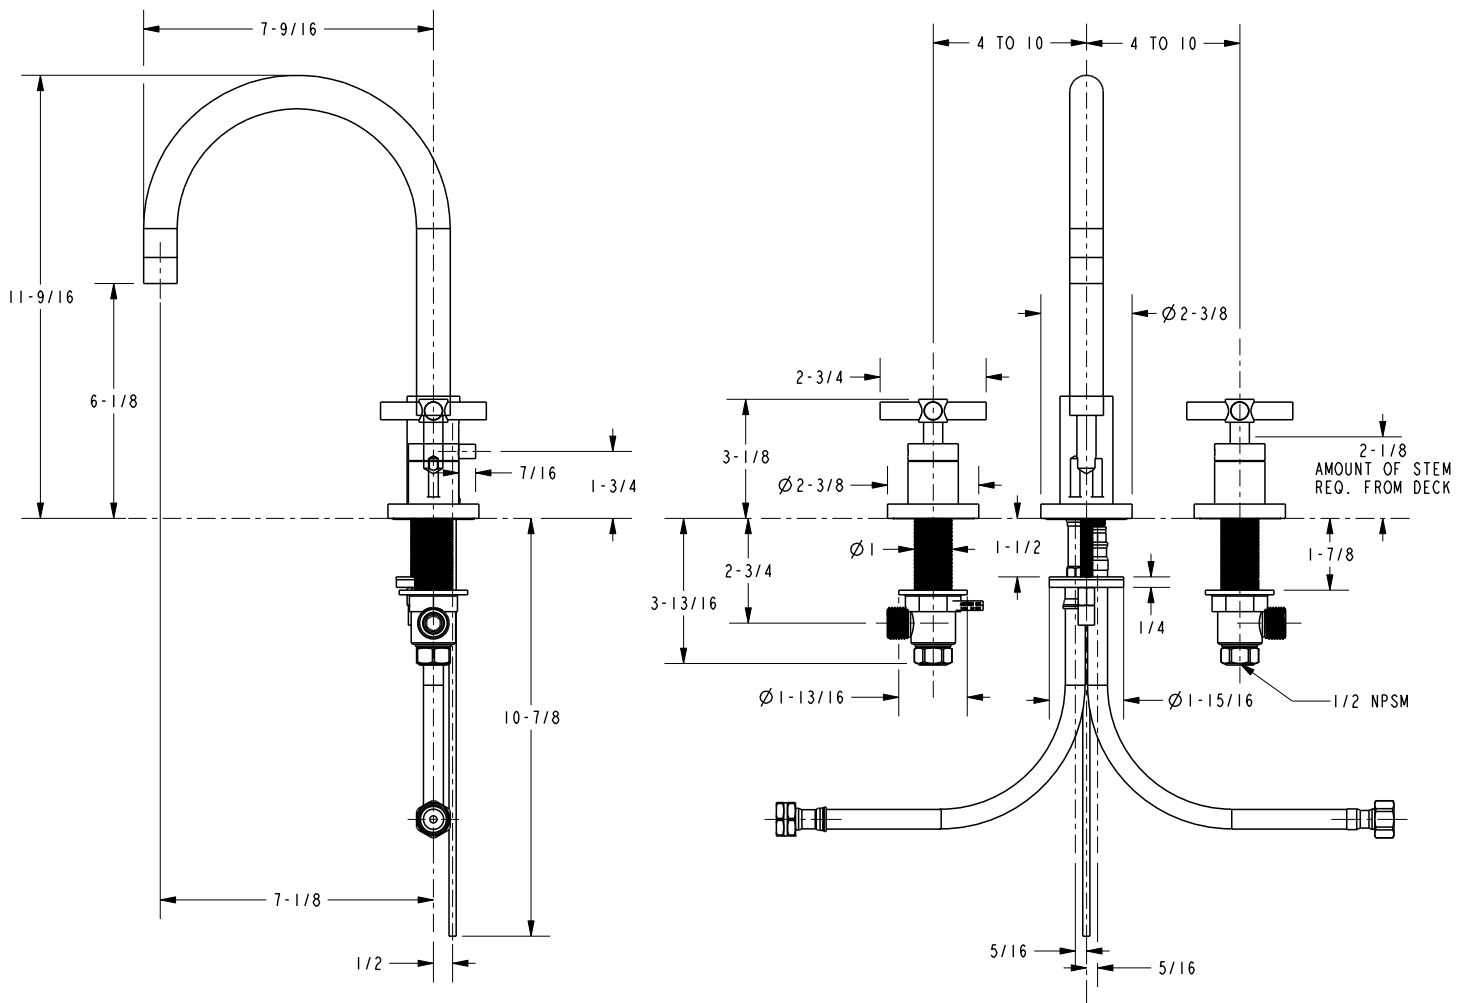 7-9/16
4 TO 10
4 TO 10
11-9/16
Ø2-3/8
2-3/4
6-1/8
2-1/8
AMOUNT OF STEM
REQ. FROM DECK
3-1/8
7/16
1-3/4
Ø2-3/8
Ø1
1-1/2
1-7/8
2-3/4
3-13/16
1/4
Ø1-13/16
Ø1-15/16
1/2 NPSM
10-7/8
7-1/8
5/16
1/2
5/16